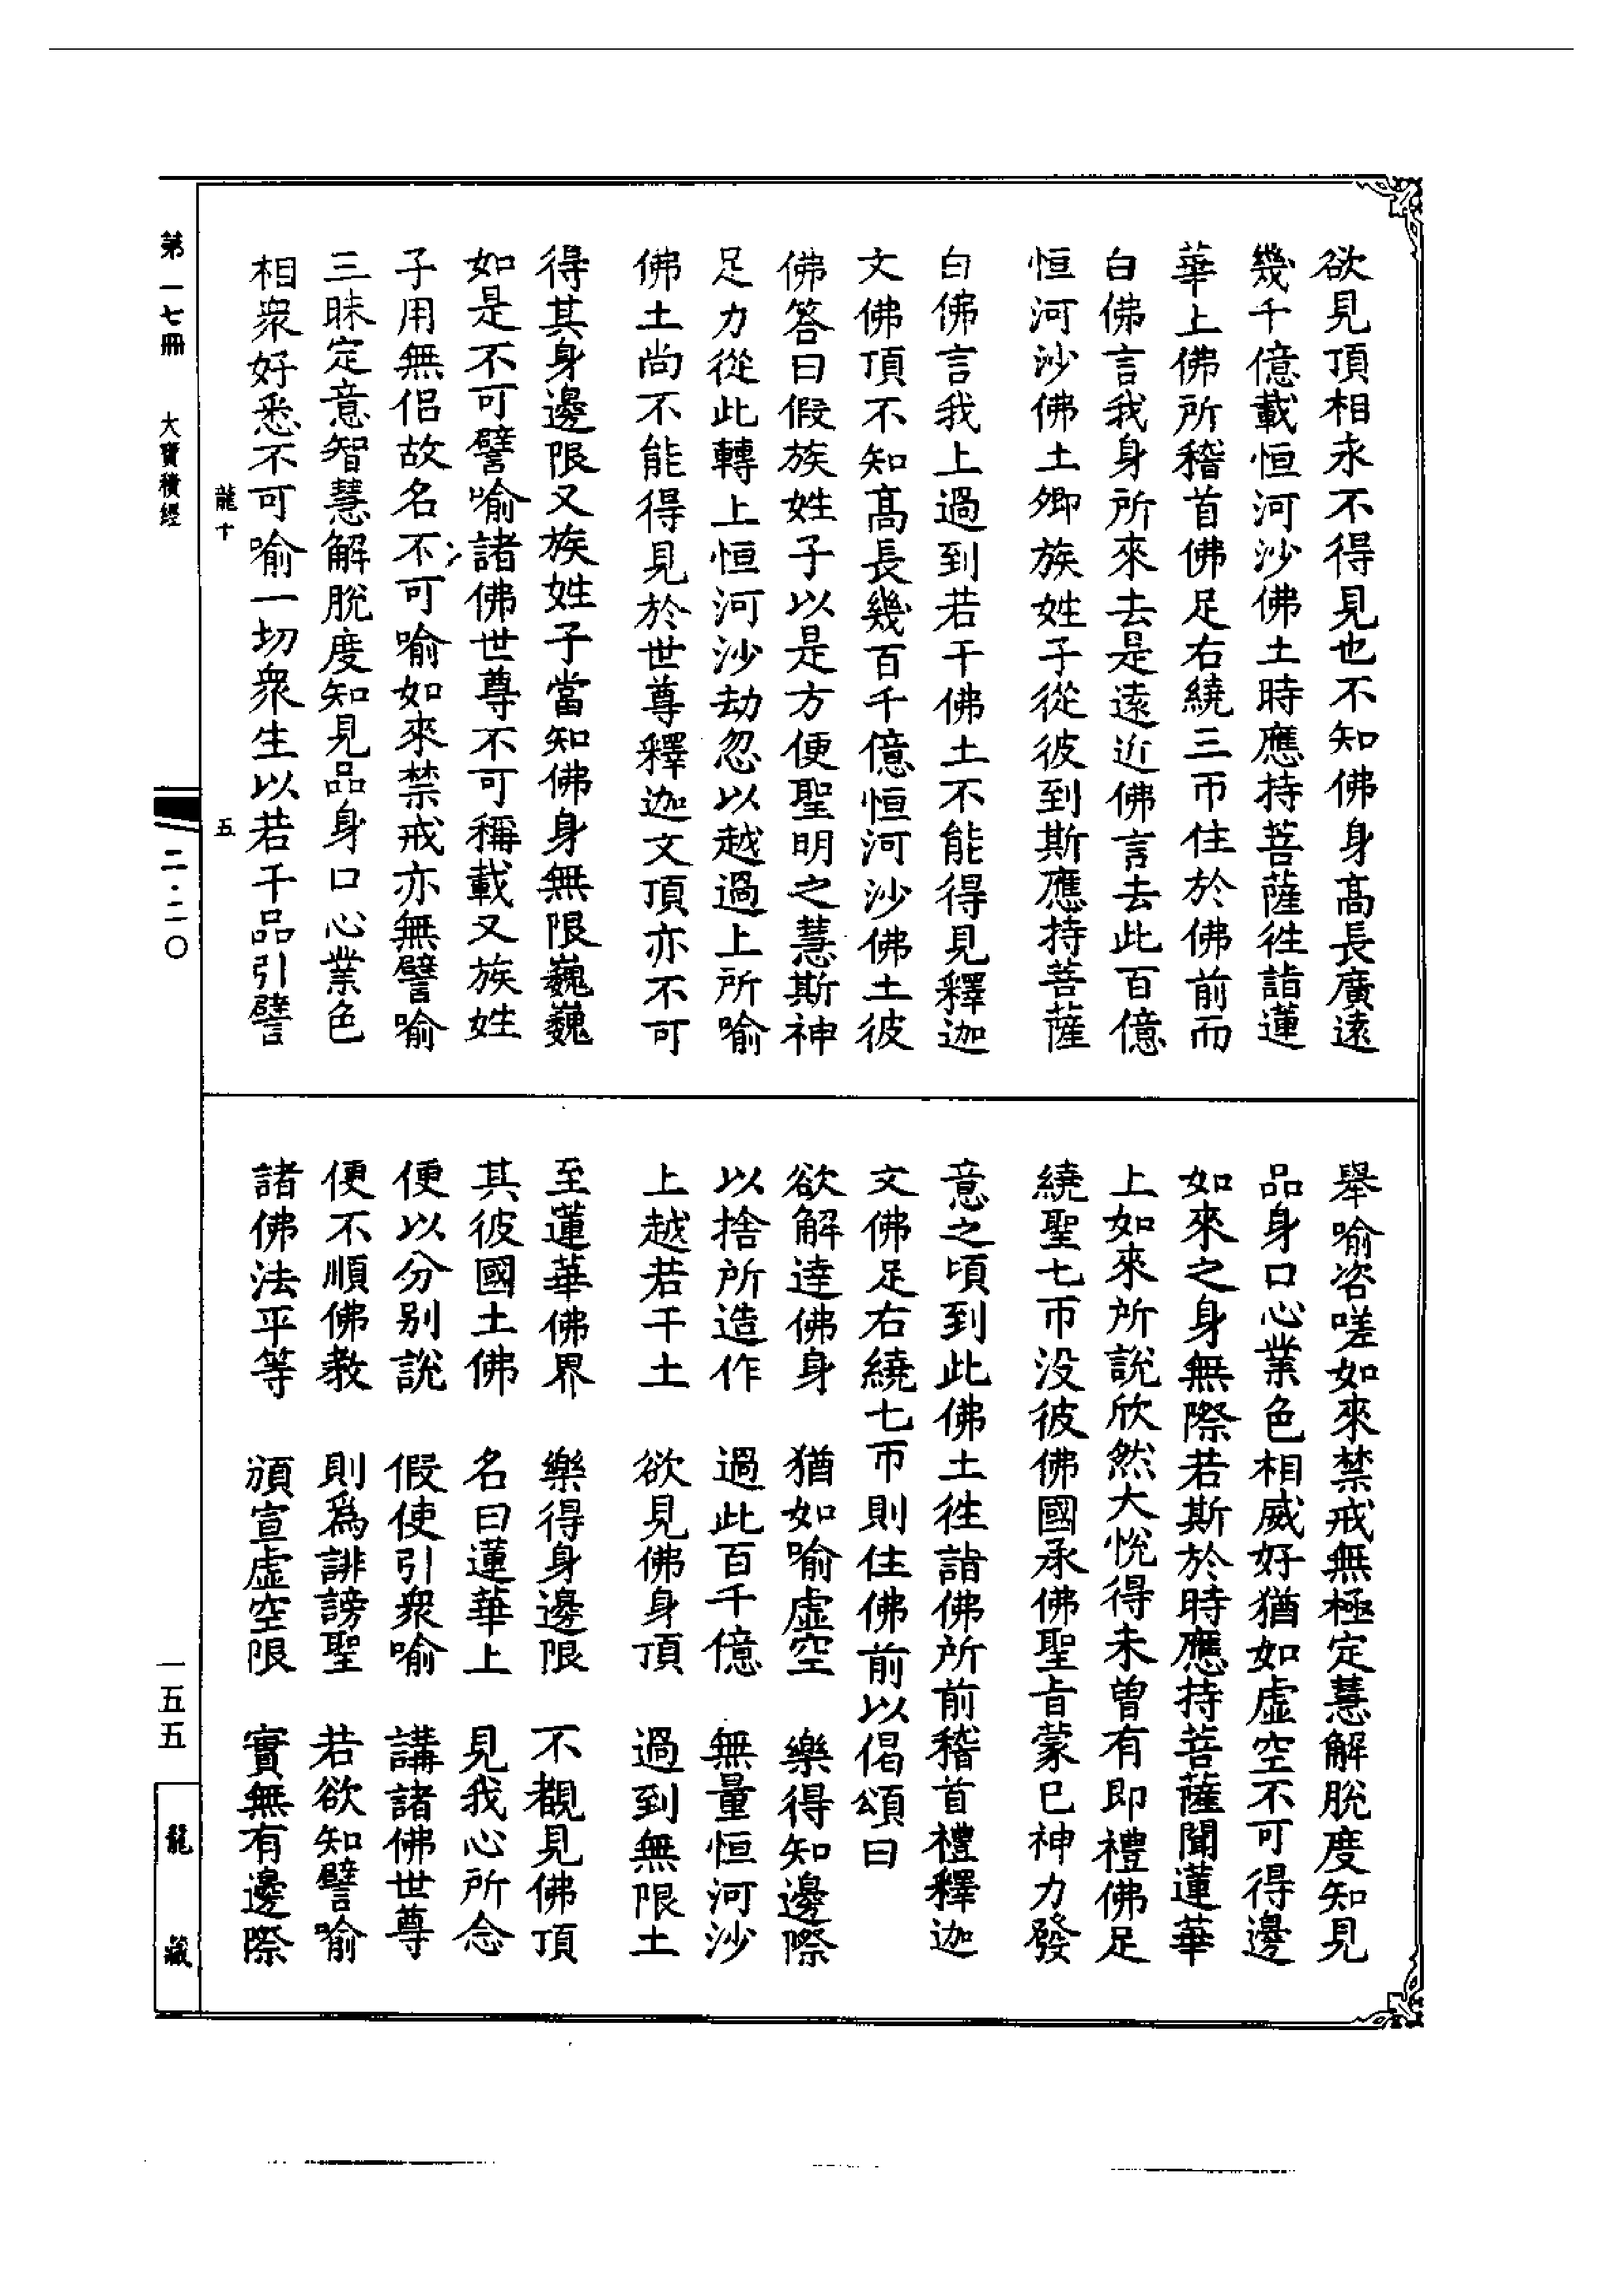 欲見頂相永不得見也不知佛身髙長廣逺
幾千億載恒河沙佛土時應持菩薩徃詣蓮
華上佛所稽首佛足右繞三帀住於佛前而
白佛言我身所來去是逺近佛言去此百億
恒河沙佛土卿族姓子從彼到斯應持菩薩
白佛言我上過到若干佛土不能得見釋迦
文佛頂不知髙長幾百千億恒河沙佛土彼
佛答曰假族姓子以是方便聖明之慧斯神
足力從此轉上恒河沙劫忽以越過上所喻
佛土尚不能得見於世尊釋迦文頂亦不可
得其身邊限又族姓子當知佛身無限巍巍
如是不可譬喻諸佛世尊不可稱載又族姓
子用無侣故名不可喻如來禁戒亦無譬喻
三昧定意智慧解脫度知見品身口心業色
相衆好悉不可喻一切衆生以若干品引譬
龍十
五
舉喻咨嗟如來禁戒無極定慧解脫度知見
品身口心業色相威好猶如虛空不可得邊
如來之身無際若斯於時應持菩薩聞蓮華
上如來所說欣然大悅得未曽有即禮佛足
繞聖七帀没彼佛國承佛聖旨蒙巳神力發
意之頃到此佛土徃詣佛所前稽首禮釋迦
文佛足右繞七帀則住佛前以偈頌曰
欲解達佛身 猶如喻虛空 樂得知邊際
以捨所造作 過此百千億 無量恒河沙
上越若干土 欲見佛身頂 過到無限土
至蓮華佛界 樂得身邊限 不覩見佛頂
其彼國土佛 名曰蓮華上 見我心所念
便以分别說 假使引衆喻 講諸佛世尊
便不順佛教 則爲誹謗聖 若欲知譬喻
諸佛法平等 頒宣虛空限 實無有邊際
第一七冊 大寶積經
二·二〇
一五五
龍藏